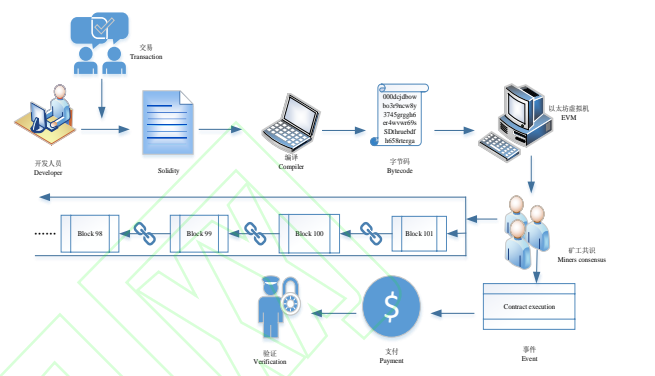 交易
Transaction
开发人员
Developer
Solidity
编译
Compiler
000dcjdbow
bo3r9ncw8y
3745grggh6
er4wvwr69s
字节码
Bytecode
以太坊虚拟机
EVM
······
Block 98
Block 99
Block 100
Block 101
矿工共识
Miners consensus
Contract execution
事件
Event
$
支付
Payment
验证
Verification